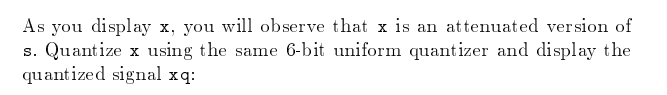 As you display x, you will observe that x is an attenuated version of
s. Quantize x using the same 6-bit uniform quantizer and display the
quantized signal xq: